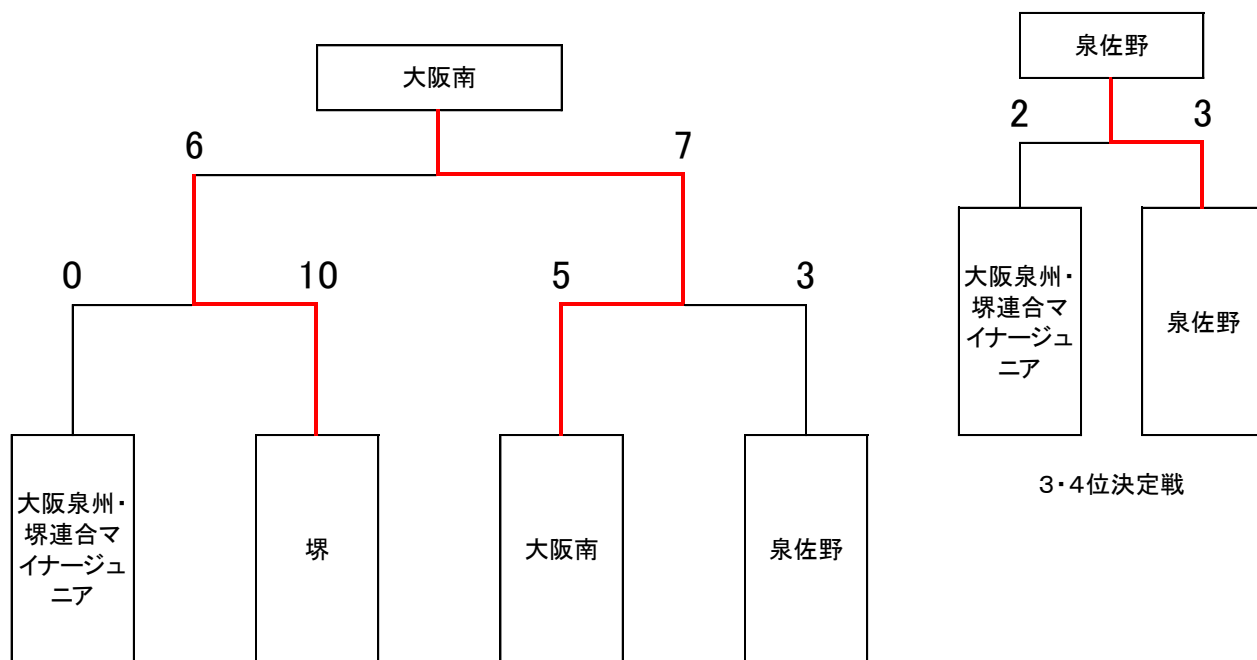 大阪南
6
7
0
10
5
3
大阪泉州・
堺連合マ
イナージュ
ニア
堺
大阪南
泉佐野
泉佐野
2
3
大阪泉州・
堺連合マ
イナージュ
ニア
泉佐野
3・4位決定戦